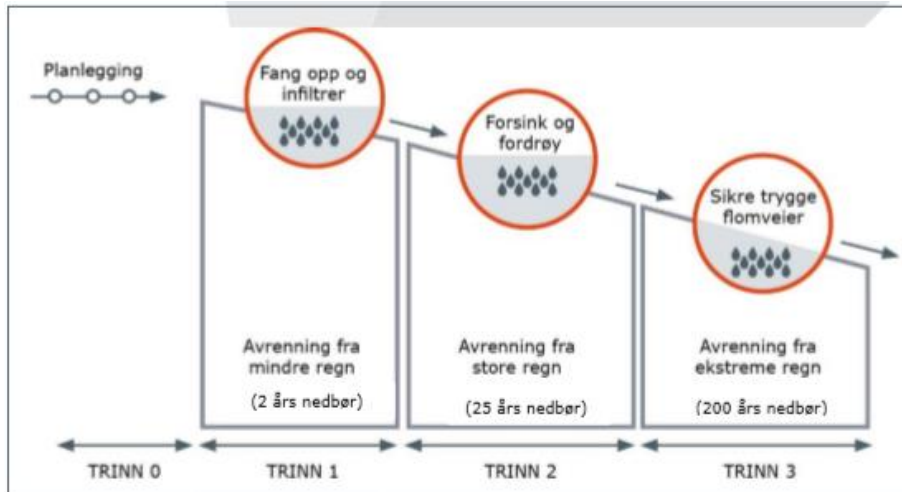 Planlegging
Fang opp og
infiltrer
Forsink og
fordrøy
Sikre trygge
flomveier
Avrenning fra
mindre regn
(2 års nedbør)
Avrenning fra
store regn
(25 års nedbør)
Avrenning fra
ekstreme regn
(200 års nedbør)
TRINN 0
TRINN 1
TRINN 2
TRINN 3